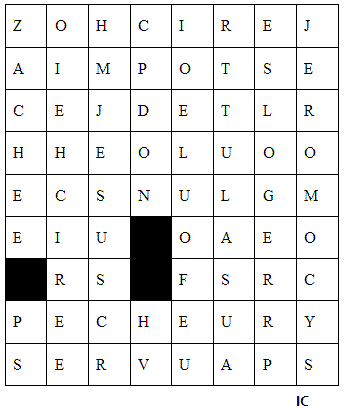 Z O H C I R E J
A I M P O T S E
C E J D E T L R
H H E O L U O O
E C S N U L G M
E I U O A E O
R S F S R C
P E C H E U R Y
S E R V U A P S
IC